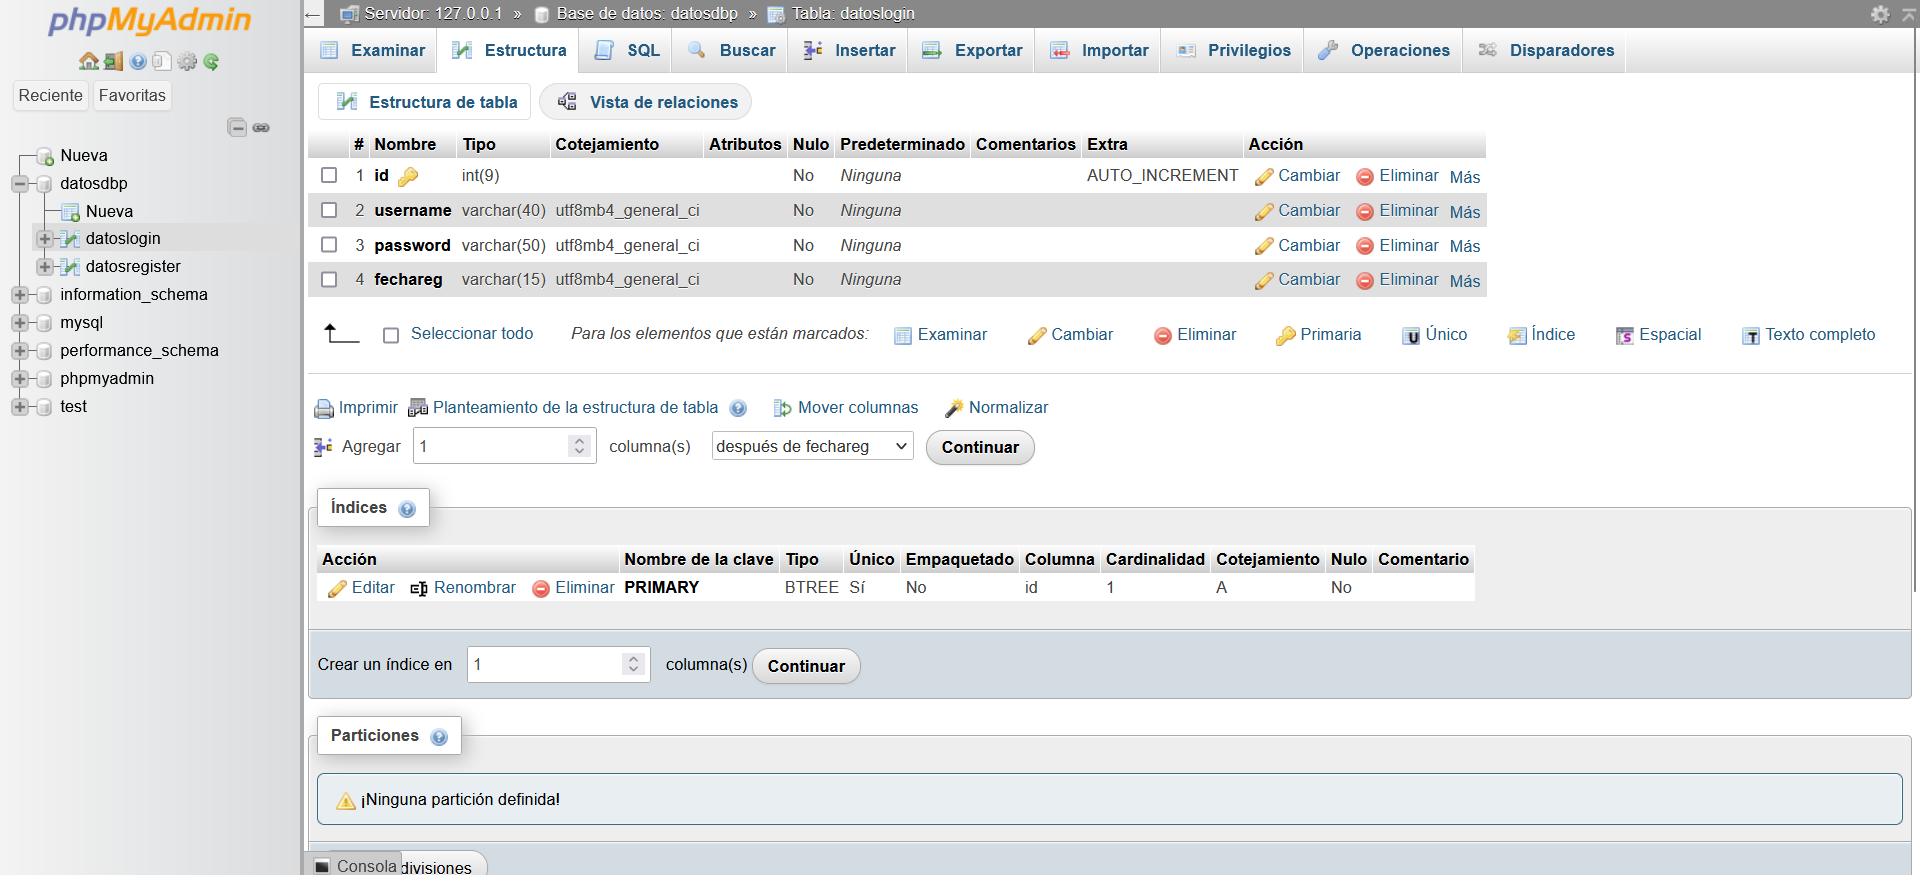 phpMyAdmin
Reciente Favoritas
Nueva
datosdbp
Nueva
datoslogin
datosregister
information_schema
mysql
performance_schema
phpmyadmin
test
← Servidor: 127.0.0.1 » Base de datos: datosdbp » Tabla: datoslogin
Examinar Estructura SQL Buscar Insertar Exportar Importar Privilegios Operaciones Disparadores
Estructura de tabla Vista de relaciones
# Nombre Tipo Cotejamiento Atributos Nulo Predeterminado Comentarios Extra Acción
1 id int(9) No Ninguna AUTO_INCREMENT Cambiar Eliminar Más
2 username varchar(40) utf8mb4_general_ci No Ninguna Cambiar Eliminar Más
3 password varchar(50) utf8mb4_general_ci No Ninguna Cambiar Eliminar Más
4 fechareg varchar(15) utf8mb4_general_ci No Ninguna Cambiar Eliminar Más
Seleccionar todo Para los elementos que están marcados: Examinar Cambiar Eliminar Primaria Único Índice Espacial Texto completo
Imprimir Planteamiento de la estructura de tabla Mover columnas Normalizar
Agregar 1 columna(s) después de fechareg Continuar
Índices
Acción Nombre de la clave Tipo Único Empaquetado Columna Cardinalidad Cotejamiento Nulo Comentario
Editar Renombrar Eliminar PRIMARY BTREE Sí No id 1 A No
Crear un índice en 1 columna(s) Continuar
Particiones
¡Ninguna partición definida!
Consola divisiones